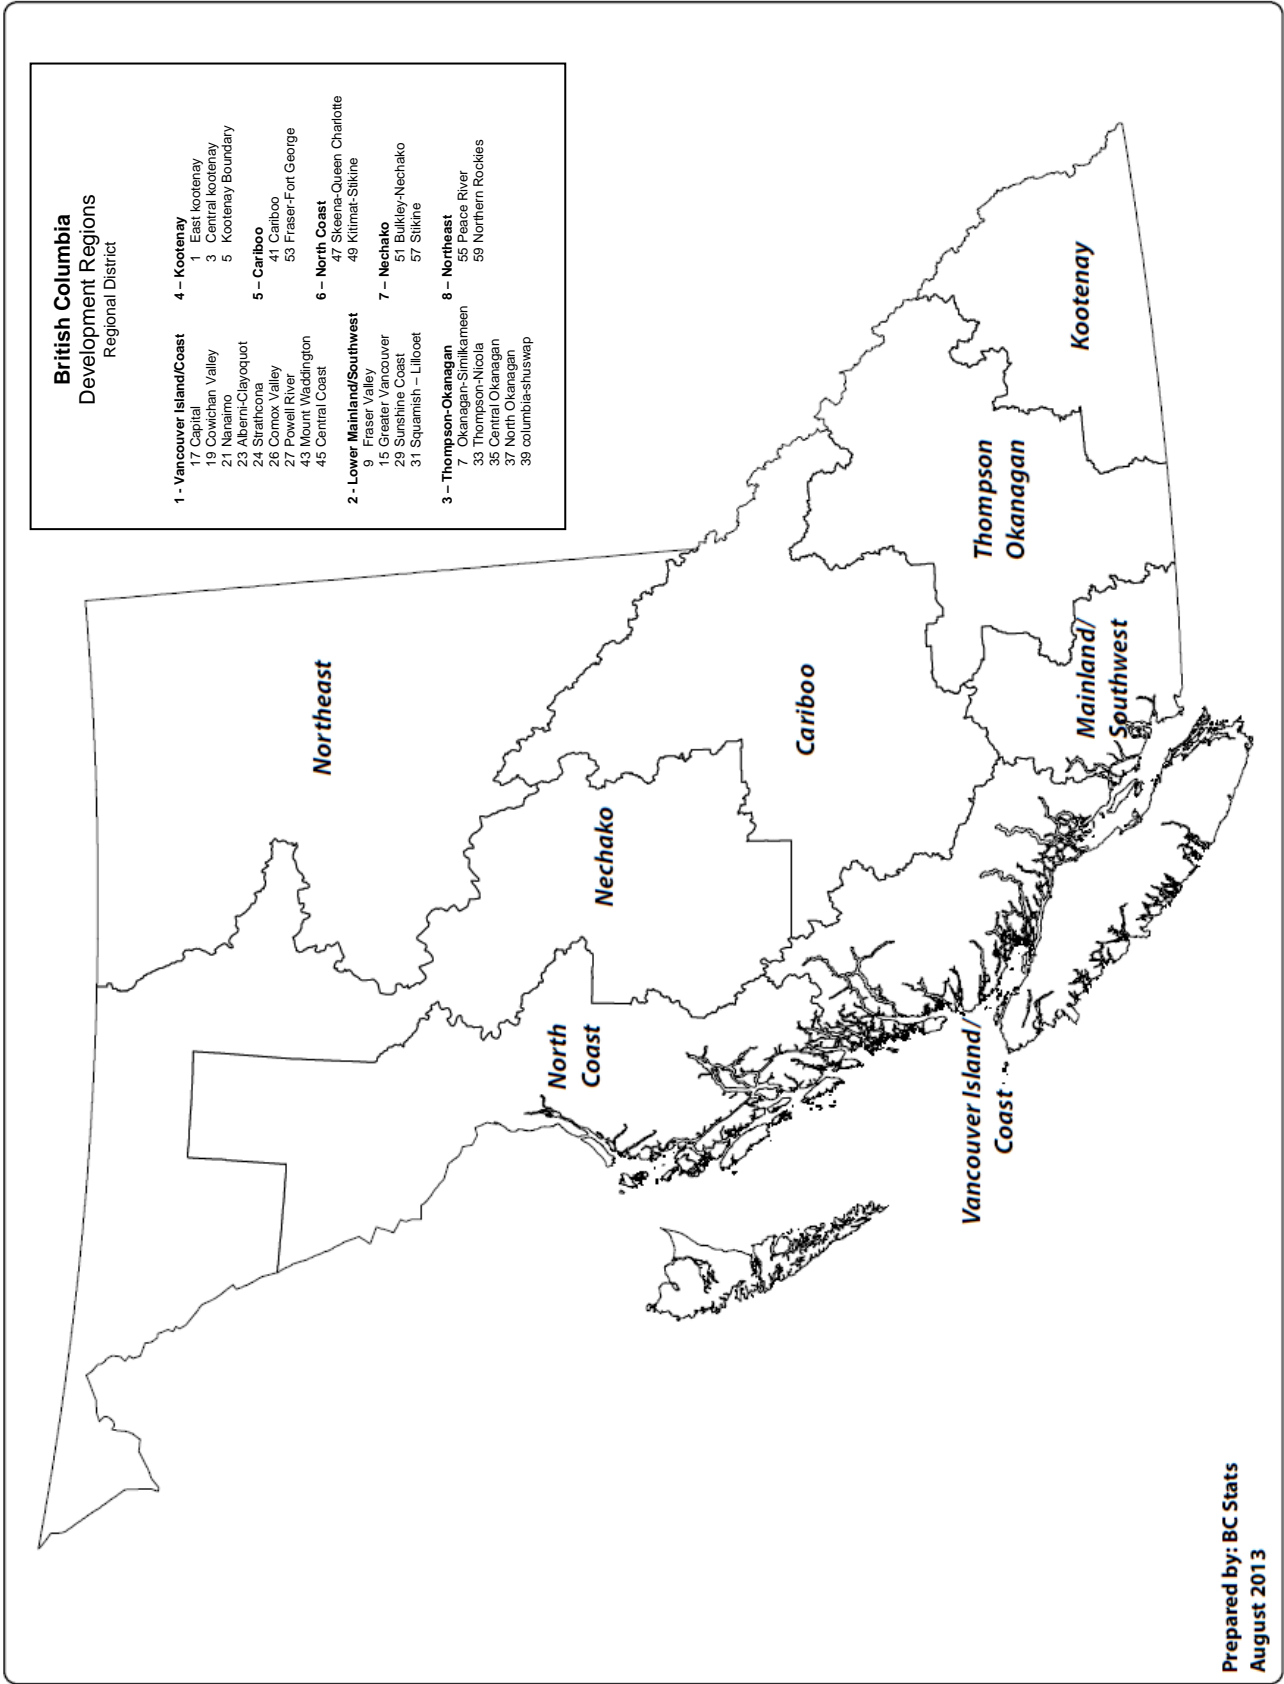 British Columbia
Development Regions
Regional District
1 - Vancouver Island/Coast
17 Capital
19 Cowichan Valley
21 Nanaimo
23 Alberni-Clayoquot
24 Strathcona
26 Comox Valley
27 Powell River
43 Mount Waddington
45 Central Coast
2 - Lower Mainland/Southwest
9 Fraser Valley
15 Greater Vancouver
29 Sunshine Coast
31 Squamish – Lillooet
3 – Thompson-Okanagan
7 Okanagan-Similkameen
33 Thompson-Nicola
35 Central Okanagan
37 North Okanagan
39 columbia-shuswap
4 – Kootenay
1 East kootenay
3 Central kootenay
5 Kootenay Boundary
5 – Cariboo
41 Cariboo
53 Fraser-Fort George
6 – North Coast
47 Skeena-Queen Charlotte
49 Kitimat-Stikine
7 – Nechako
51 Bulkley-Nechako
57 Stikine
8 – Northeast
55 Peace River
59 Northern Rockies
Northeast
Nechako
North
Coast
Cariboo
Thompson
Okanagan
Kootenay
Mainland/
Southwest
Vancouver Island/
Coast
Prepared by: BC Stats
August 2013